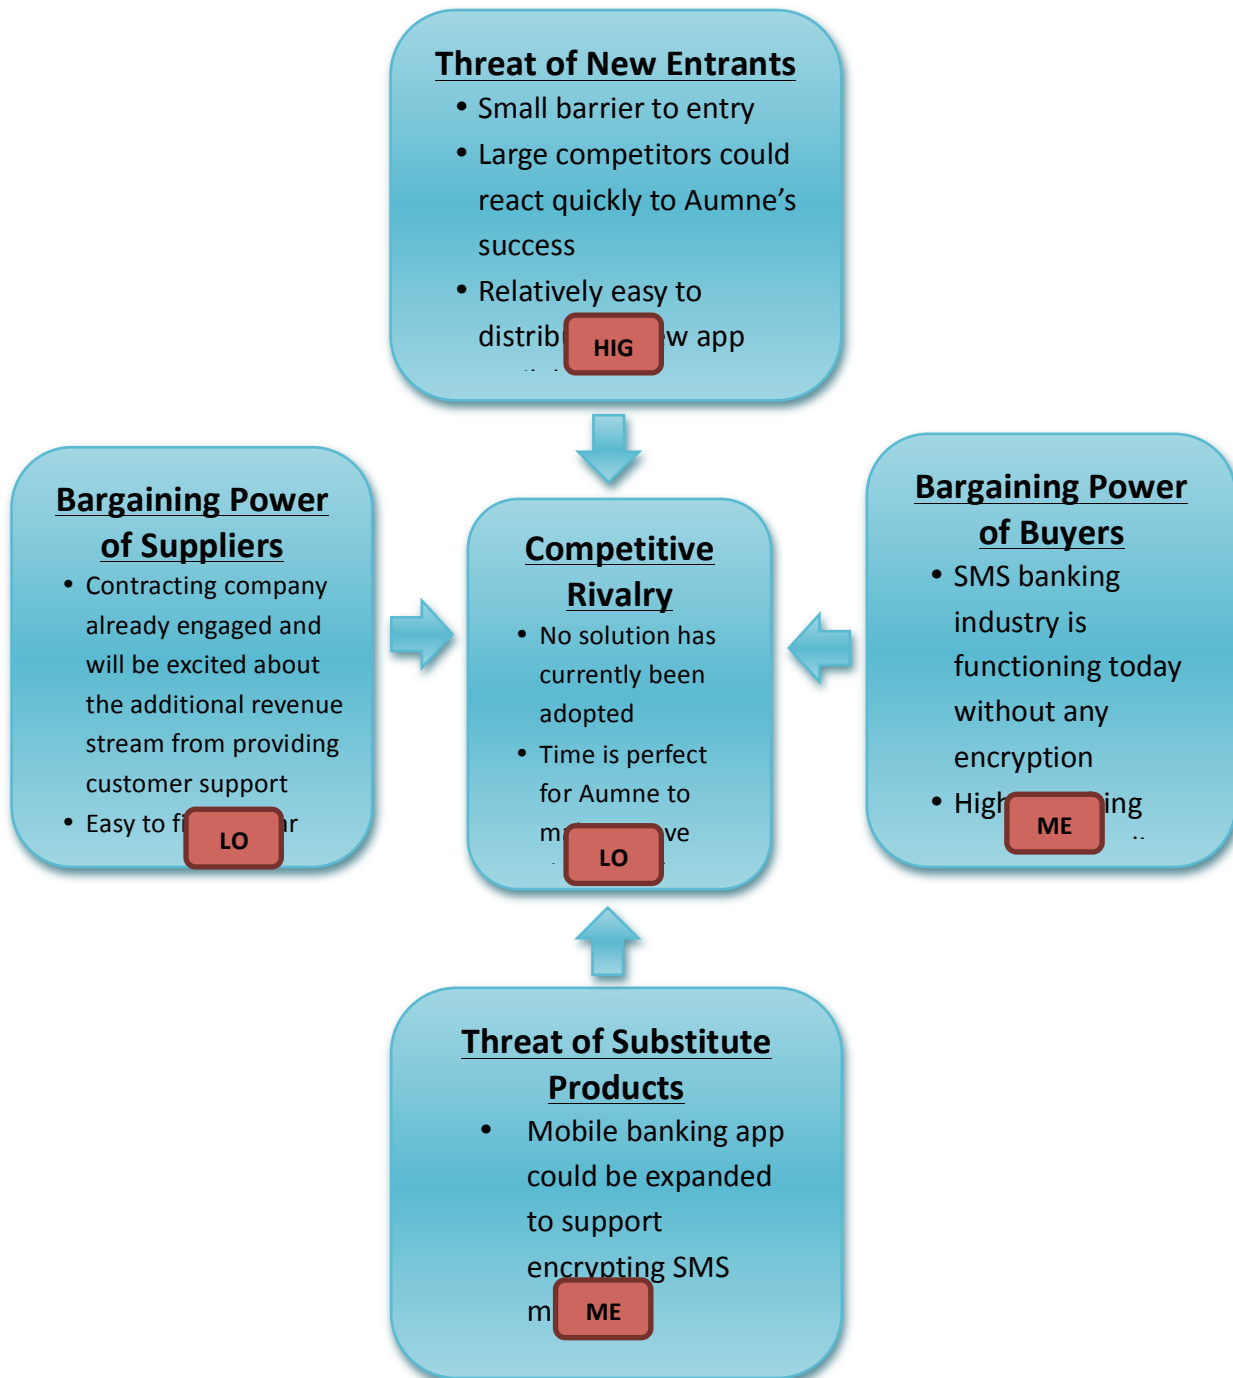 Threat of New Entrants
• Small barrier to entry
• Large competitors could
react quickly to Aumne’s
success
• Relatively easy to
app
HIG
Bargaining Power
of Suppliers
• Contracting company
already engaged and
will be excited about
the additional revenue
stream from providing
customer support
• Easy to
LO
Competitive
Rivalry
• No solution has
currently been
adopted
• Time is perfect
for Aumne to
LO
Bargaining Power
of Buyers
• SMS banking
industry is
functioning today
without any
encryption
• High
ME
Threat of Substitute
Products
• Mobile banking app
could be expanded
to support
encrypting SMS
ME